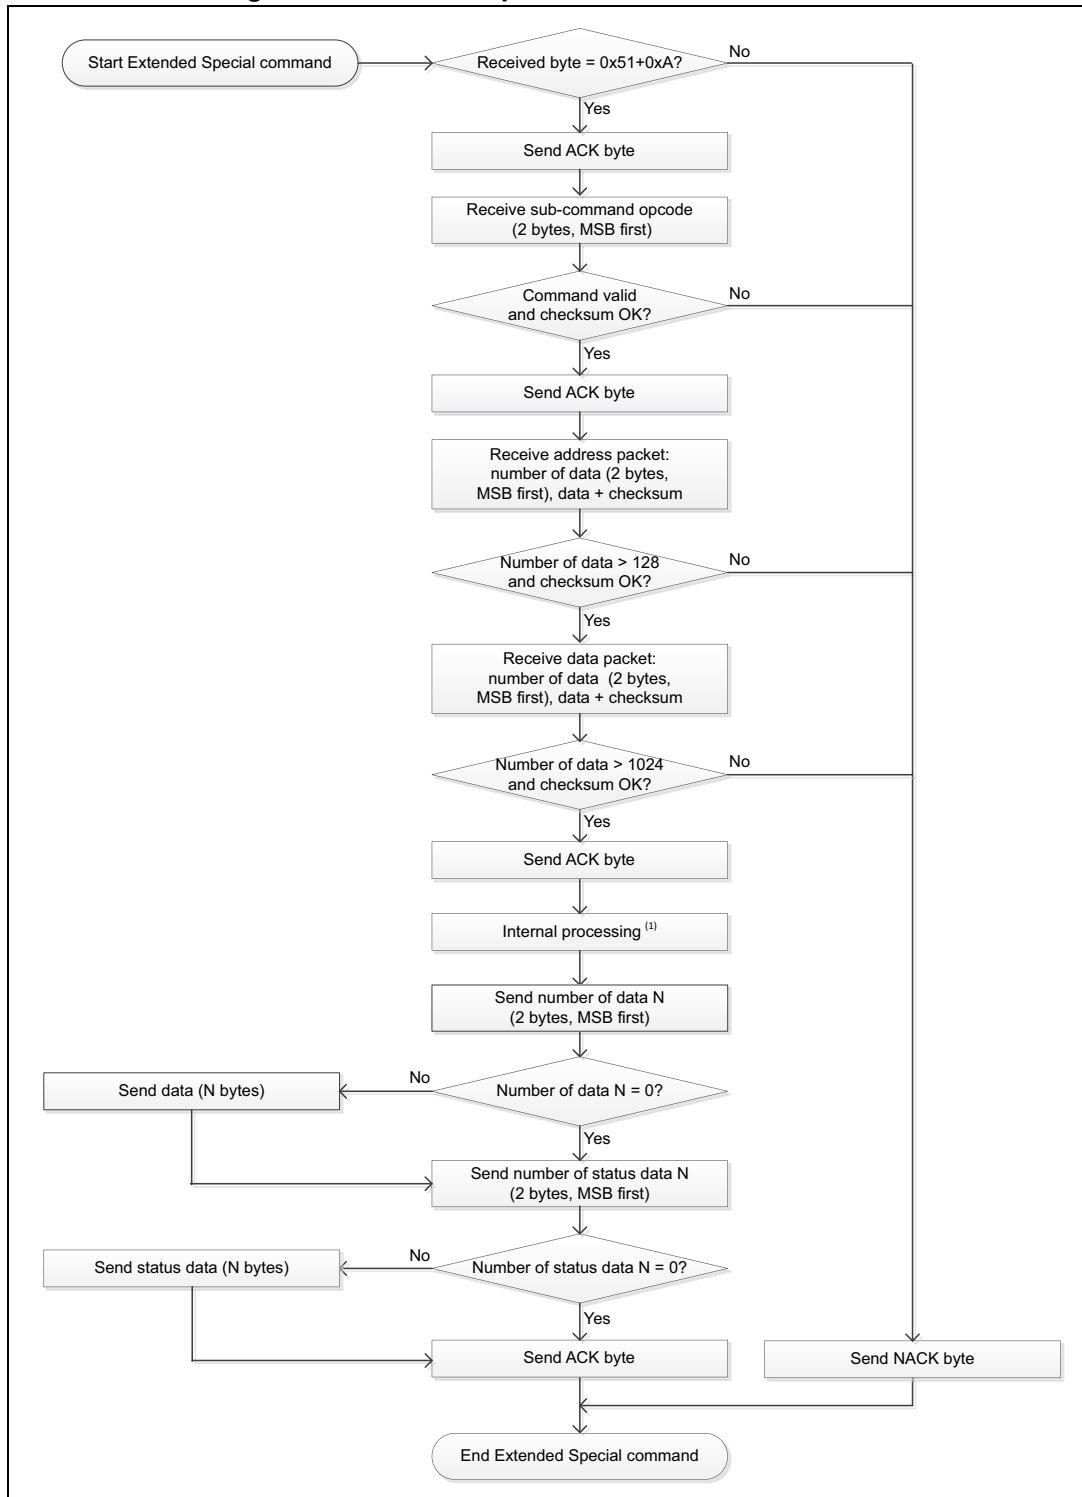 Start Extended Special command
Received byte = 0x51+0xA?
No
Yes
Send ACK byte
Receive sub-command opcode
(2 bytes, MSB first)
Command valid
and checksum OK?
No
Yes
Send ACK byte
Receive address packet:
number of data (2 bytes,
MSB first), data + checksum
Number of data > 128
and checksum OK?
No
Yes
Receive data packet:
number of data (2 bytes,
MSB first), data + checksum
Number of data > 1024
and checksum OK?
No
Yes
Send ACK byte
Internal processing (1)
Send number of data N
(2 bytes, MSB first)
Number of data N = 0?
No
Send data (N bytes)
Yes
Send number of status data N
(2 bytes, MSB first)
Number of status data N = 0?
No
Send status data (N bytes)
Yes
Send ACK byte
Send NACK byte
End Extended Special command